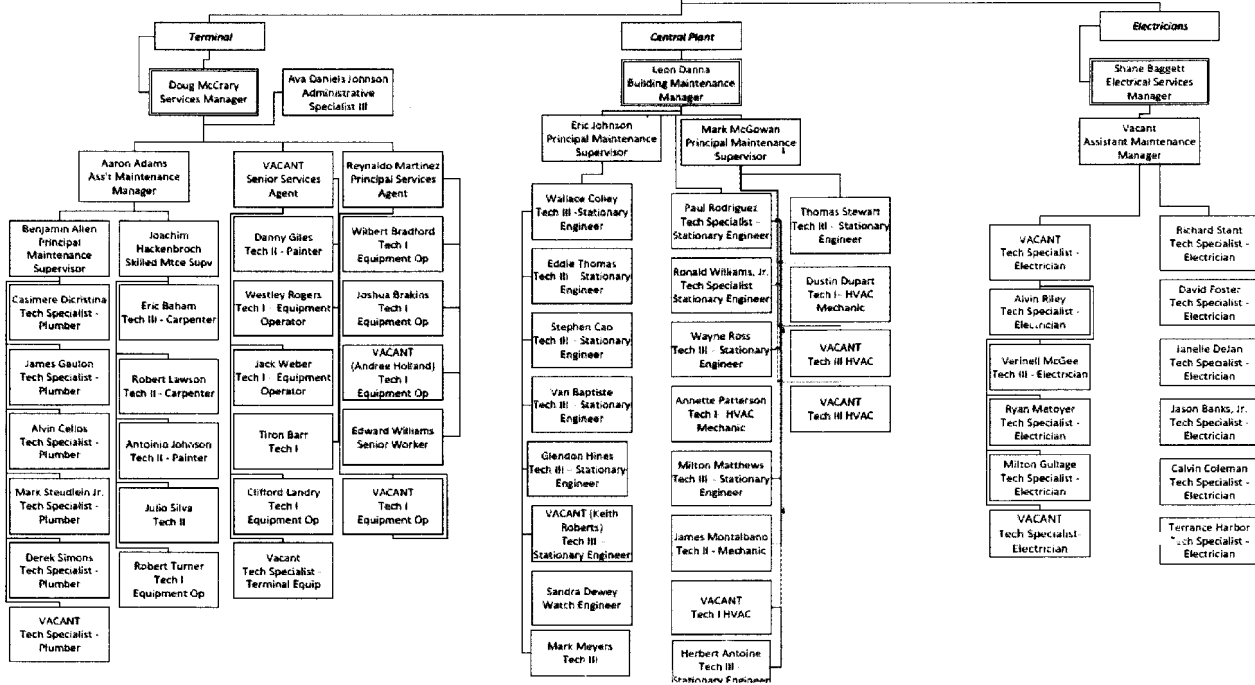 Terminal
Doug McCrary
Services Manager
Ava Daniels Johnson
Administrative
Specialist III
Aaron Adams
Ass't Maintenance
Manager
Benjamin Allen
Principal
Maintenance
Supervisor
Casimere Dicristina
Tech Specialist -
Plumber
James Gaulon
Tech Specialist -
Plumber
Alvin Celios
Tech Specialist -
Plumber
Mark Steudlein Jr.
Tech Specialist -
Plumber
Derek Simons
Tech Specialist -
Plumber
VACANT
Tech Specialist -
Plumber
Joachim
Hackenbroch
Skilled Mtce Supv
Eric Baham
Tech III - Carpenter
Robert Lawson
Tech II - Carpenter
Antoinio Johnson
Tech II - Painter
Julio Silva
Tech II
Robert Turner
Tech I
Equipment Op
VACANT
Senior Services
Agent
Danny Giles
Tech II - Painter
Westley Rogers
Tech I - Equipment
Operator
Jack Weber
Tech I - Equipment
Operator
Tiron Barr
Tech I
Clifford Landry
Tech I
Equipment Op
Vacant
Tech Specialist -
Terminal Equip
Reynaldo Martinez
Principal Services
Agent
Wilbert Bradford
Tech I
Equipment Op
Joshua Brakins
Tech I
Equipment Op
VACANT
(Andree Holland)
Tech I
Equipment Op
Edward Williams
Senior Worker
VACANT
Tech I
Equipment Op
Central Plant
Leon Danna
Building Maintenance
Manager
Eric Johnson
Principal Maintenance
Supervisor
Wallace Colley
Tech III -Stationary
Engineer
Eddie Thomas
Tech III - Stationary
Engineer
Stephen Cao
Tech III - Stationary
Engineer
Van Baptiste
Tech III - Stationary
Engineer
Glendon Hines
Tech III - Stationary
Engineer
VACANT (Keith
Roberts)
Tech III -
Stationary Engineer
Sandra Dewey
Watch Engineer
Mark Meyers
Tech III
Mark McGowan
Principal Maintenance
Supervisor
Paul Rodriguez
Tech Specialist -
Stationary Engineer
Ronald Williams, Jr.
Tech Specialist
Stationary Engineer
Wayne Ross
Tech III - Stationary
Engineer
Annette Patterson
Tech I - HVAC
Mechanic
Milton Matthews
Tech III - Stationary
Engineer
James Montalbano
Tech II - Mechanic
VACANT
Tech I HVAC
Herbert Antoine
Tech III -
Stationary Engineer
Thomas Stewart
Tech III - Stationary
Engineer
Dustin Dupart
Tech I - HVAC
Mechanic
VACANT
Tech III HVAC
VACANT
Tech III HVAC
Electricians
Shane Baggett
Electrical Services
Manager
Vacant
Assistant Maintenance
Manager
VACANT
Tech Specialist -
Electrician
Alvin Riley
Tech Specialist -
Electrician
Verinell McGee
Tech III - Electrician
Ryan Metoyer
Tech Specialist -
Electrician
Milton Gullage
Tech Specialist -
Electrician
VACANT
Tech Specialist-
Electrician
Richard Stant
Tech Specialist -
Electrician
David Foster
Tech Specialist -
Electrician
Janelle DeJan
Tech Specialist -
Electrician
Jason Banks, Jr.
Tech Specialist -
Electrician
Calvin Coleman
Tech Specialist -
Electrician
Terrance Harbor
Tech Specialist -
Electrician